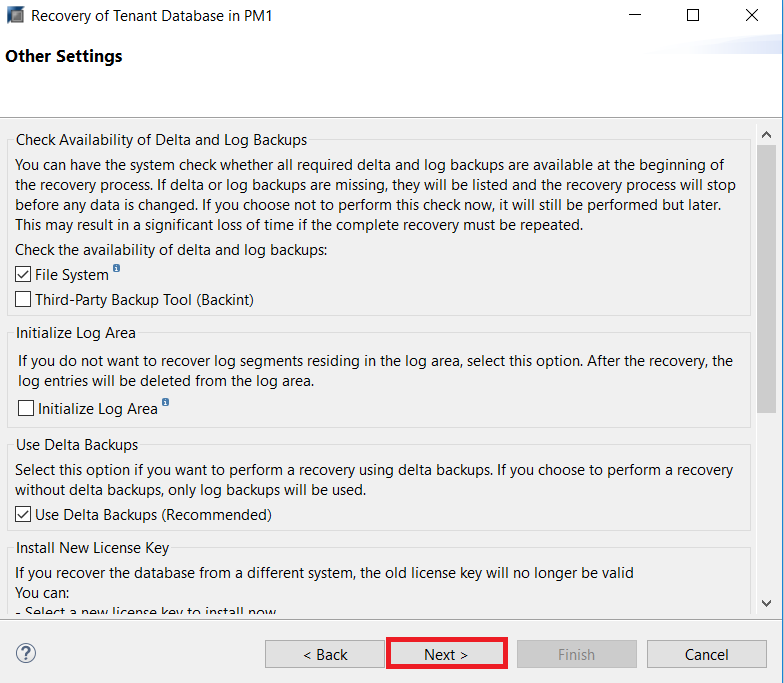 Recovery of Tenant Database in PM1
Other Settings
Check Availability of Delta and Log Backups
You can have the system check whether all required delta and log backups are available at the beginning of
the recovery process. If delta or log backups are missing, they will be listed and the recovery process will stop
before any data is changed. If you choose not to perform this check now, it will still be performed but later.
This may result in a significant loss of time if the complete recovery must be repeated.
Check the availability of delta and log backups:
File System
Third-Party Backup Tool (Backint)
Initialize Log Area
If you do not want to recover log segments residing in the log area, select this option. After the recovery, the
log entries will be deleted from the log area.
Initialize Log Area
Use Delta Backups
Select this option if you want to perform a recovery using delta backups. If you choose to perform a recovery
without delta backups, only log backups will be used.
Use Delta Backups (Recommended)
Install New License Key
If you recover the database from a different system, the old license key will no longer be valid
You can:
- Select a new license key to install now
? < Back Next > Finish Cancel